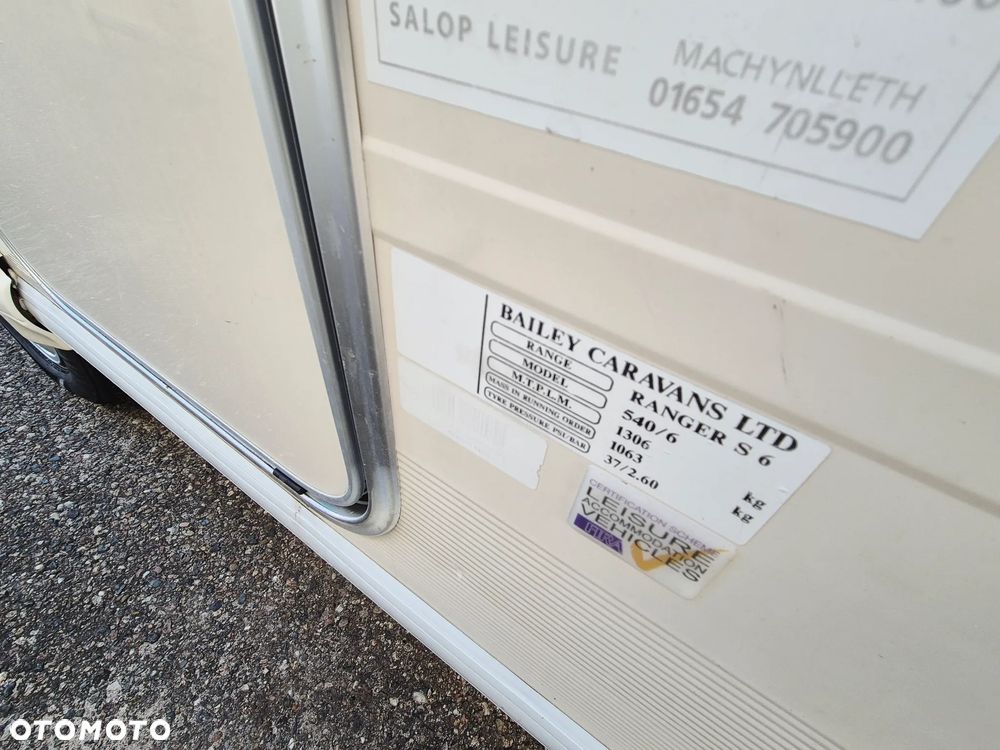 SALOP LEISURE
MACHYNLLETH
01654 705900
BAILEY CARAVANS LTD
RANGE RANGER S 6
MODEL 540/6
M.T.P.L.M. 1306 kg
MASS IN RUNNING ORDER 1063 kg
TYRE PRESSURE PSI/BAR 37/2.60
CERTIFICATION SCHEME
LEISURE
ACCOMMODATION
VEHICLES
OTOMOTO